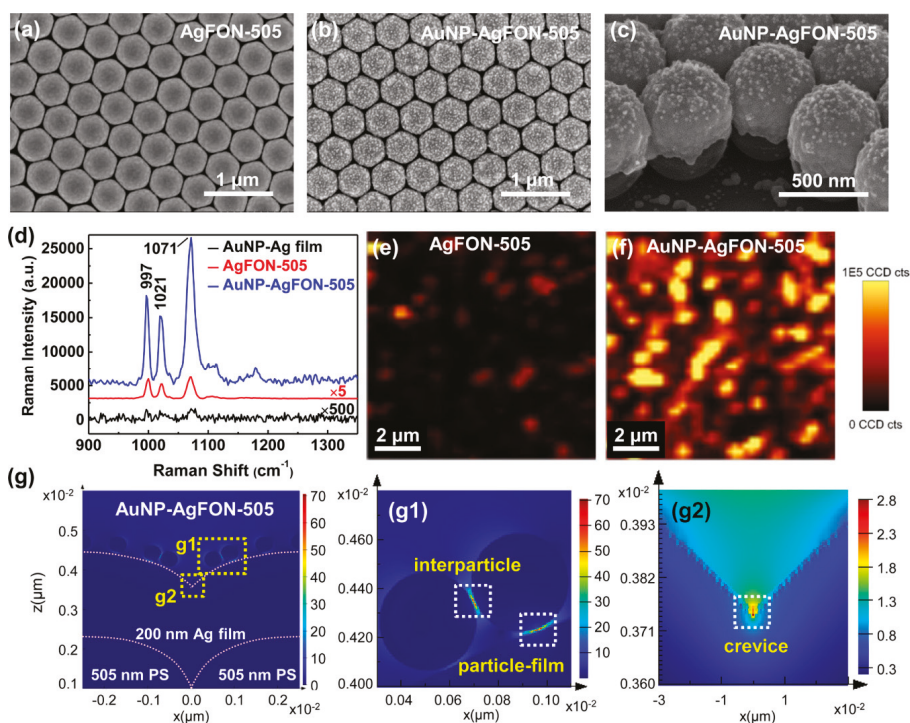 (a)
AgFON-505
1 μm
(b)
AuNP-AgFON-505
1 μm
(c)
AuNP-AgFON-505
500 nm
(d)
25000
20000
15000
10000
5000
0
Raman Intensity (a.u.)
1071
997
1021
AuNP-Ag film
AgFON-505
AuNP-AgFON-505
×5
×500
900 1000 1100 1200 1300
Raman Shift (cm⁻¹)
(e)
AgFON-505
2 μm
(f)
AuNP-AgFON-505
2 μm
1E5 CCD cts
0 CCD cts
(g)
x10⁻²
0.5
0.4
0.3
0.2
0.1
z(μm)
AuNP-AgFON-505
g1
g2
200 nm Ag film
505 nm PS 505 nm PS
-0.2 -0.1 0.0 0.1 0.2
x(μm)
x10⁻²
70
60
50
40
30
20
10
0
x10⁻²
0.460
0.440
0.420
0.400
(g1)
interparticle
particle-film
0.04 0.06 0.08 0.10
x(μm)
x10⁻²
70
60
50
40
30
20
10
x10⁻²
0.393
0.382
0.371
0.360
(g2)
crevice
-3 -1 0 1 3
x(μm)
x10⁻²
2.8
2.3
1.8
1.3
0.8
0.3